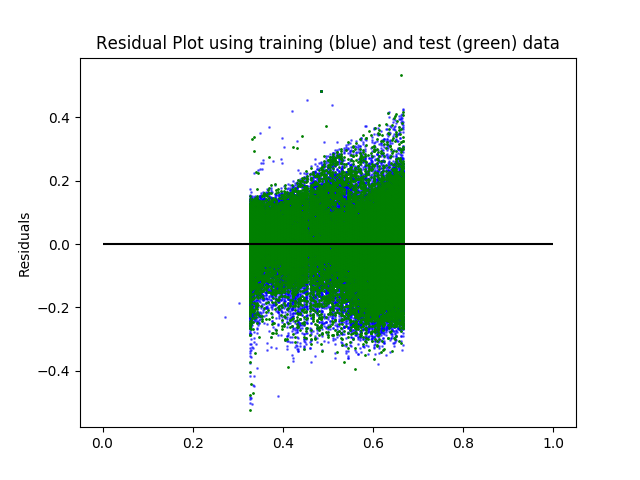 Residual Plot using training (blue) and test (green) data
Residuals
0.4
0.2
0.0
−0.2
−0.4
0.0 0.2 0.4 0.6 0.8 1.0